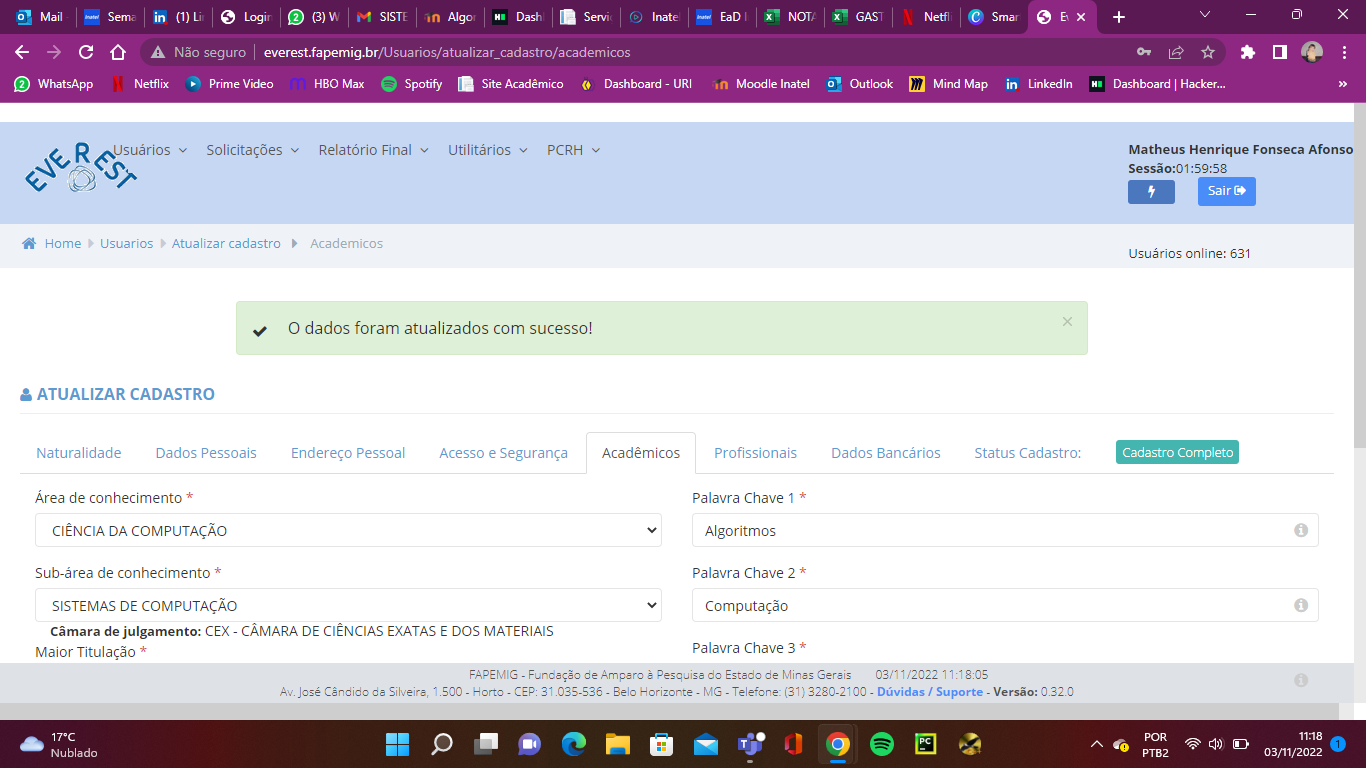 Mail
Sema
(1) Lir
Login
(3) W
SISTE
Algor
Dash
Servi
Inatel
EaD I
NOTA
GAST
Netfli
Smar
Ev
Não seguro
everest.fapemig.br/Usuarios/atualizar_cadastro/academicos
WhatsApp
Netflix
Prime Video
HBO Max
Spotify
Site Acadêmico
Dashboard - URI
Moodle Inatel
Outlook
Mind Map
LinkedIn
Dashboard | Hacker...
»
EVEREST
Usuários
Solicitações
Relatório Final
Utilitários
PCRH
Matheus Henrique Fonseca Afonso
Sessão:01:59:58
Sair
Home
Usuarios
Atualizar cadastro
Academicos
Usuários online: 631
O dados foram atualizados com sucesso!
×
ATUALIZAR CADASTRO
Naturalidade
Dados Pessoais
Endereço Pessoal
Acesso e Segurança
Acadêmicos
Profissionais
Dados Bancários
Status Cadastro:
Cadastro Completo
Área de conhecimento *
Palavra Chave 1 *
CIÊNCIA DA COMPUTAÇÃO
Algoritmos
Sub-área de conhecimento *
Palavra Chave 2 *
SISTEMAS DE COMPUTAÇÃO
Computação
Câmara de julgamento: CEX - CÂMARA DE CIÊNCIAS EXATAS E DOS MATERIAIS
Maior Titulação *
Palavra Chave 3 *
FAPEMIG - Fundação de Amparo à Pesquisa do Estado de Minas Gerais 03/11/2022 11:18:05
Av. José Cândido da Silveira, 1.500 - Horto - CEP: 31.035-536 - Belo Horizonte - MG - Telefone: (31) 3280-2100 - Dúvidas / Suporte - Versão: 0.32.0
17°C
Nublado
POR
PTB2
11:18
03/11/2022
1